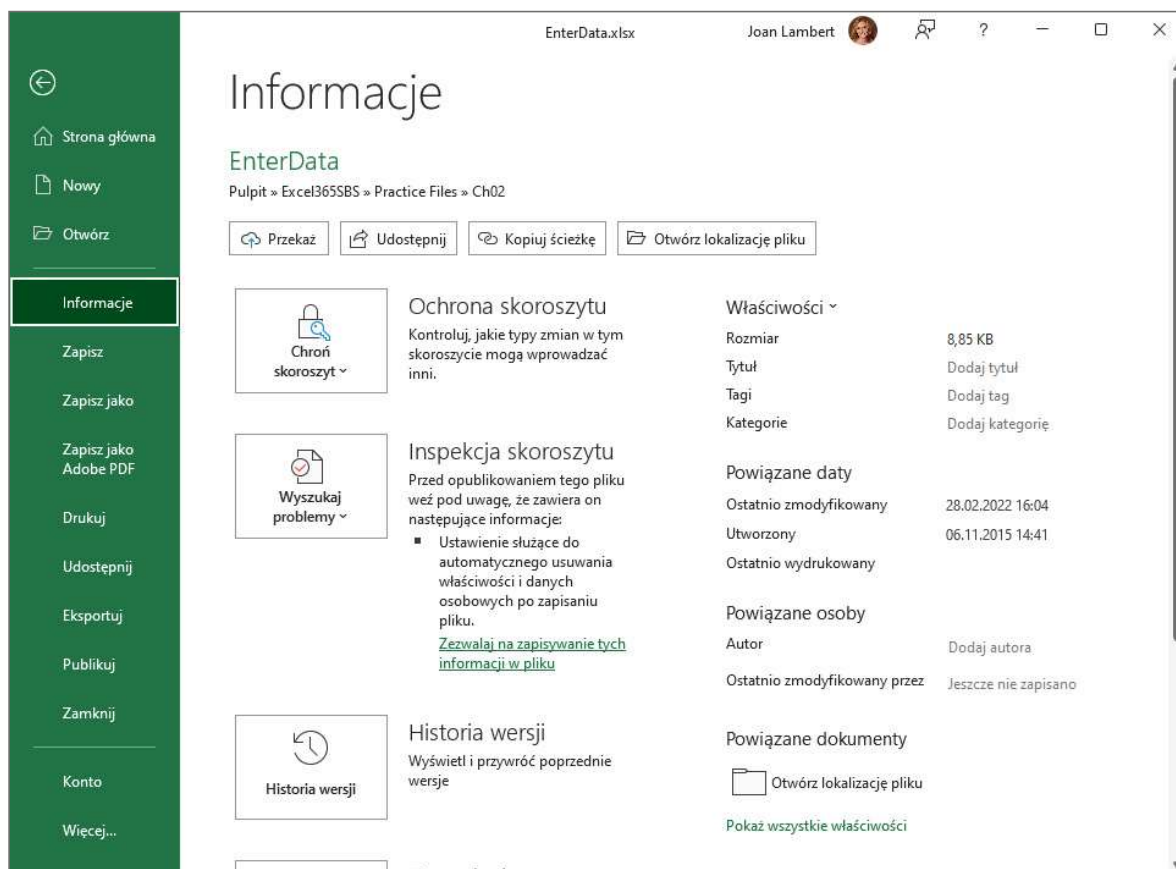 EnterData.xlsx
Joan Lambert
?
Informacje
Strona główna
Nowy
Otwórz
Informacje
Zapisz
Zapisz jako
Zapisz jako
Adobe PDF
Drukuj
Udostępnij
Eksportuj
Publikuj
Zamknij
Konto
Więcej...
EnterData
Pulpit » Excel365SBS » Practice Files » Ch02
Przekaż
Udostępnij
Kopiuj ścieżkę
Otwórz lokalizację pliku
Chroń
skoroszyt
Ochrona skoroszytu
Kontroluj, jakie typy zmian w tym
skoroszycie mogą wprowadzać
inni.
Wyszukaj
problemy
Inspekcja skoroszytu
Przed opublikowaniem tego pliku
weź pod uwagę, że zawiera on
następujące informacje:
▪ Ustawienie służące do
automatycznego usuwania
właściwości i danych
osobowych po zapisaniu
pliku.
Zezwalaj na zapisywanie tych
informacji w pliku
Historia wersji
Historia wersji
Wyświetl i przywróć poprzednie
wersje
Właściwości
Rozmiar 8,85 KB
Tytuł Dodaj tytuł
Tagi Dodaj tag
Kategorie Dodaj kategorię
Powiązane daty
Ostatnio zmodyfikowany 28.02.2022 16:04
Utworzony 06.11.2015 14:41
Ostatnio wydrukowany
Powiązane osoby
Autor Dodaj autora
Ostatnio zmodyfikowany przez Jeszcze nie zapisano
Powiązane dokumenty
Otwórz lokalizację pliku
Pokaż wszystkie właściwości